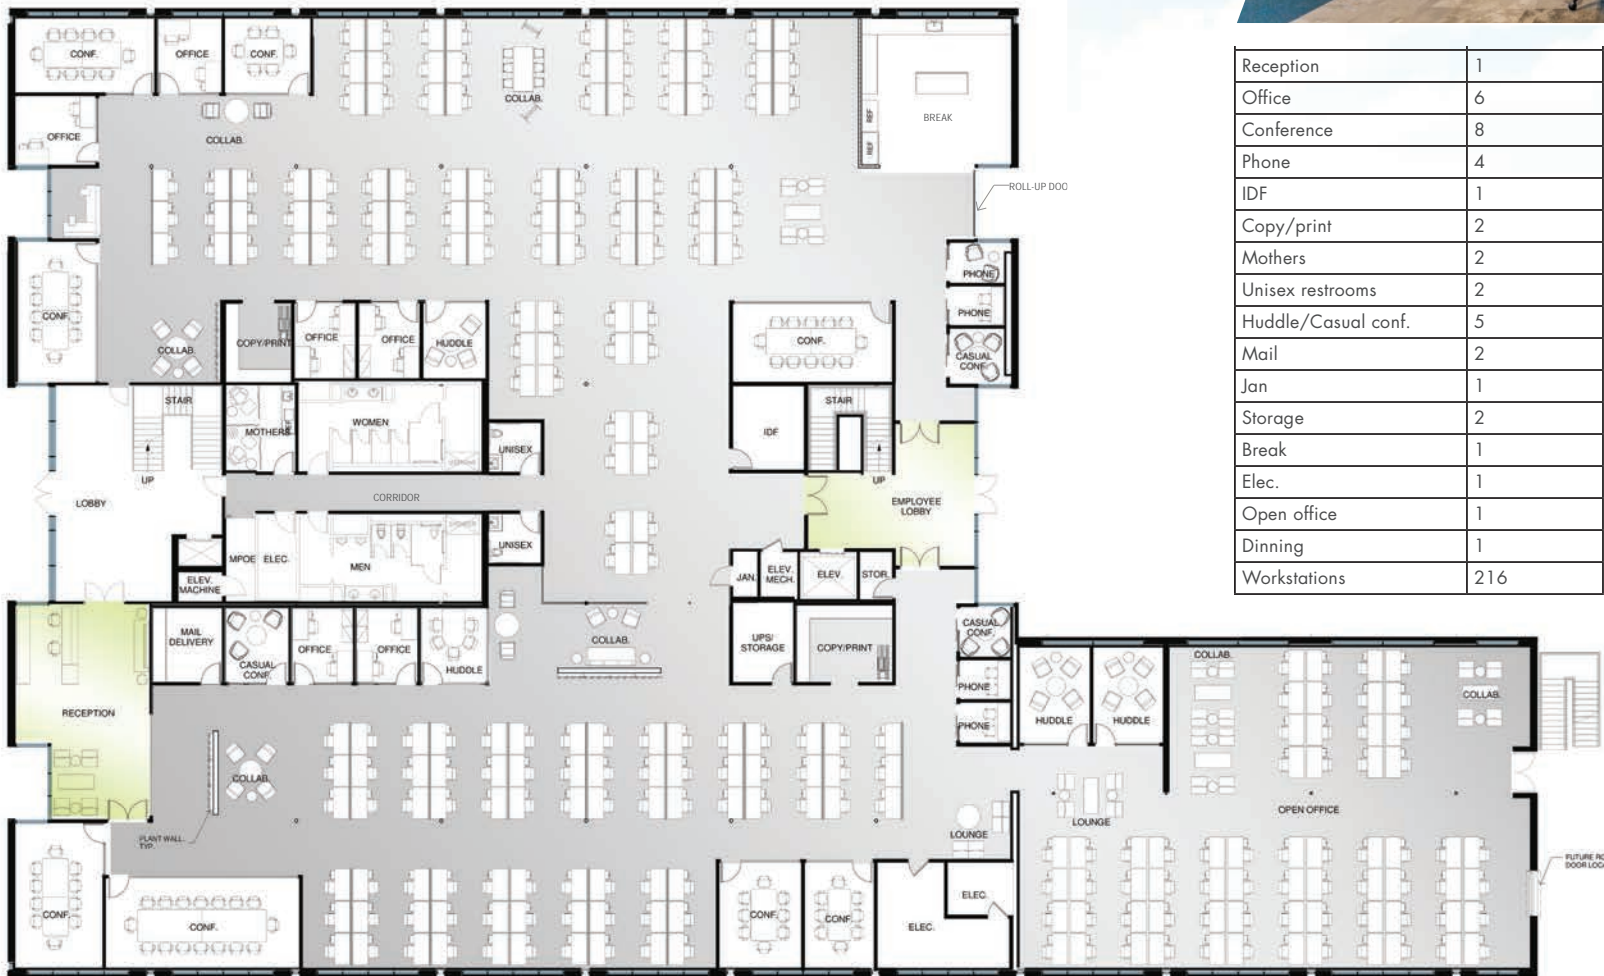 CONF.
OFFICE
CONF.
COLLAB.
BREAK
REF
REF
OFFICE
COLLAB.
ROLL-UP DOO
PHONE
PHONE
CASUAL
CONF.
CONF.
COLLAB.
COPY/PRINT
OFFICE
OFFICE
HUDDLE
CONF.
STAIR
MOTHERS
REF
WOMEN
UNISEX
IDF
STAIR
UP
UP
LOBBY
CORRIDOR
EMPLOYEE
LOBBY
UNISEX
MPOE
ELEC.
MEN
ELEV.
MACHINE
JAN.
ELEV.
MECH.
ELEV.
STOR.
MAIL
DELIVERY
CASUAL
CONF.
OFFICE
OFFICE
HUDDLE
COLLAB.
UPS/
STORAGE
COPY/PRINT
CASUAL
CONF.
PHONE
PHONE
HUDDLE
HUDDLE
COLLAB.
COLLAB.
RECEPTION
COLLAB.
PLANT WALL,
TYP.
LOUNGE
LOUNGE
OPEN OFFICE
FUTURE RO
DOOR LOCA
CONF.
CONF.
CONF.
CONF.
ELEC.
ELEC.
Reception 1
Office 6
Conference 8
Phone 4
IDF 1
Copy/print 2
Mothers 2
Unisex restrooms 2
Huddle/Casual conf. 5
Mail 2
Jan 1
Storage 2
Break 1
Elec. 1
Open office 1
Dinning 1
Workstations 216